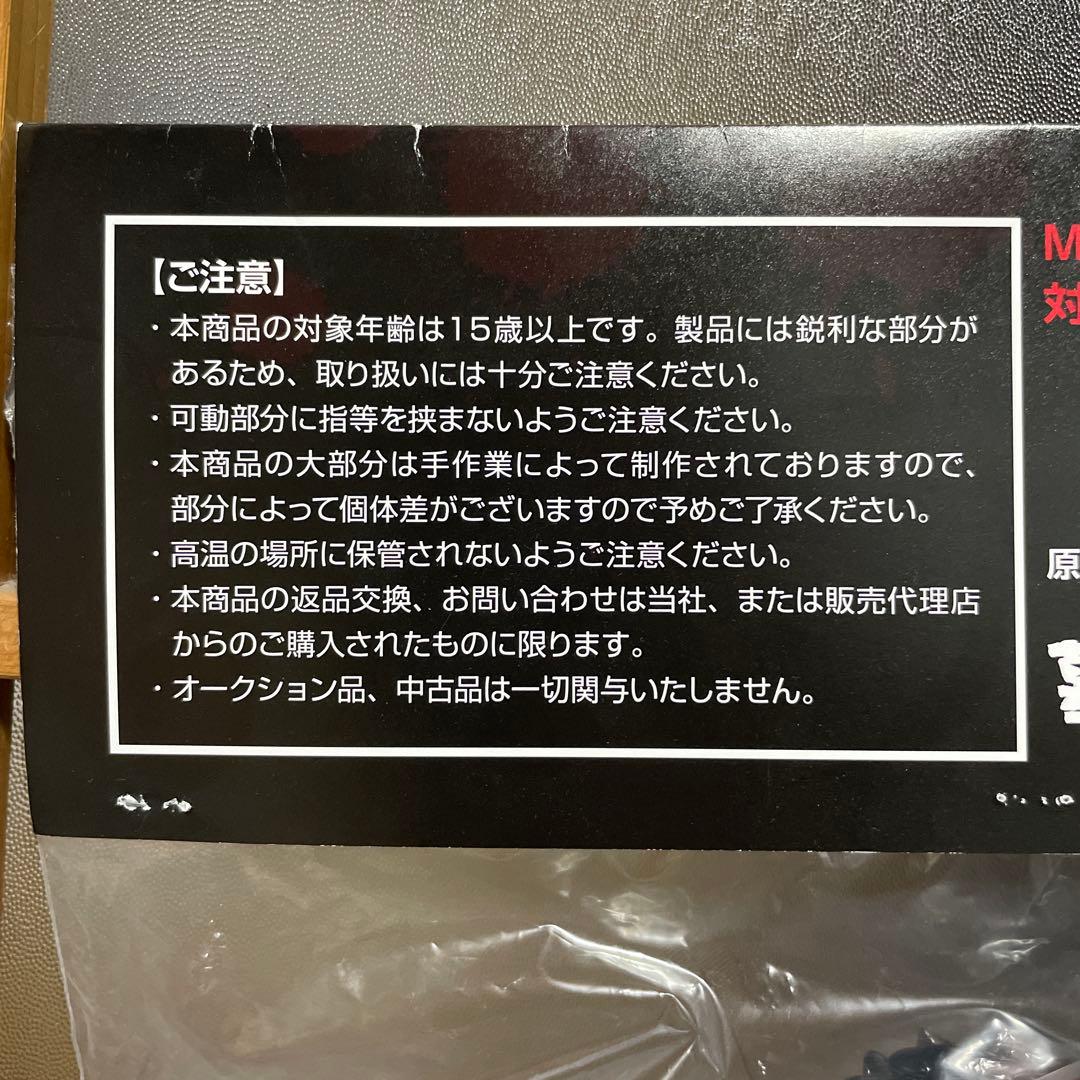 【ご注意】
・本商品の対象年齢は15歳以上です。製品には鋭利な部分が
あるため、取り扱いには十分ご注意ください。
・可動部分に指等を挟まないようご注意ください。
・本商品の大部分は手作業によって制作されておりますので、
部分によって個体差がございますので予めご了承ください。
・高温の場所に保管されないようご注意ください。
・本商品の返品交換、お問い合わせは当社、または販売代理店
からのご購入されたものに限ります。
・オークション品、中古品は一切関与いたしません。
M
対
原